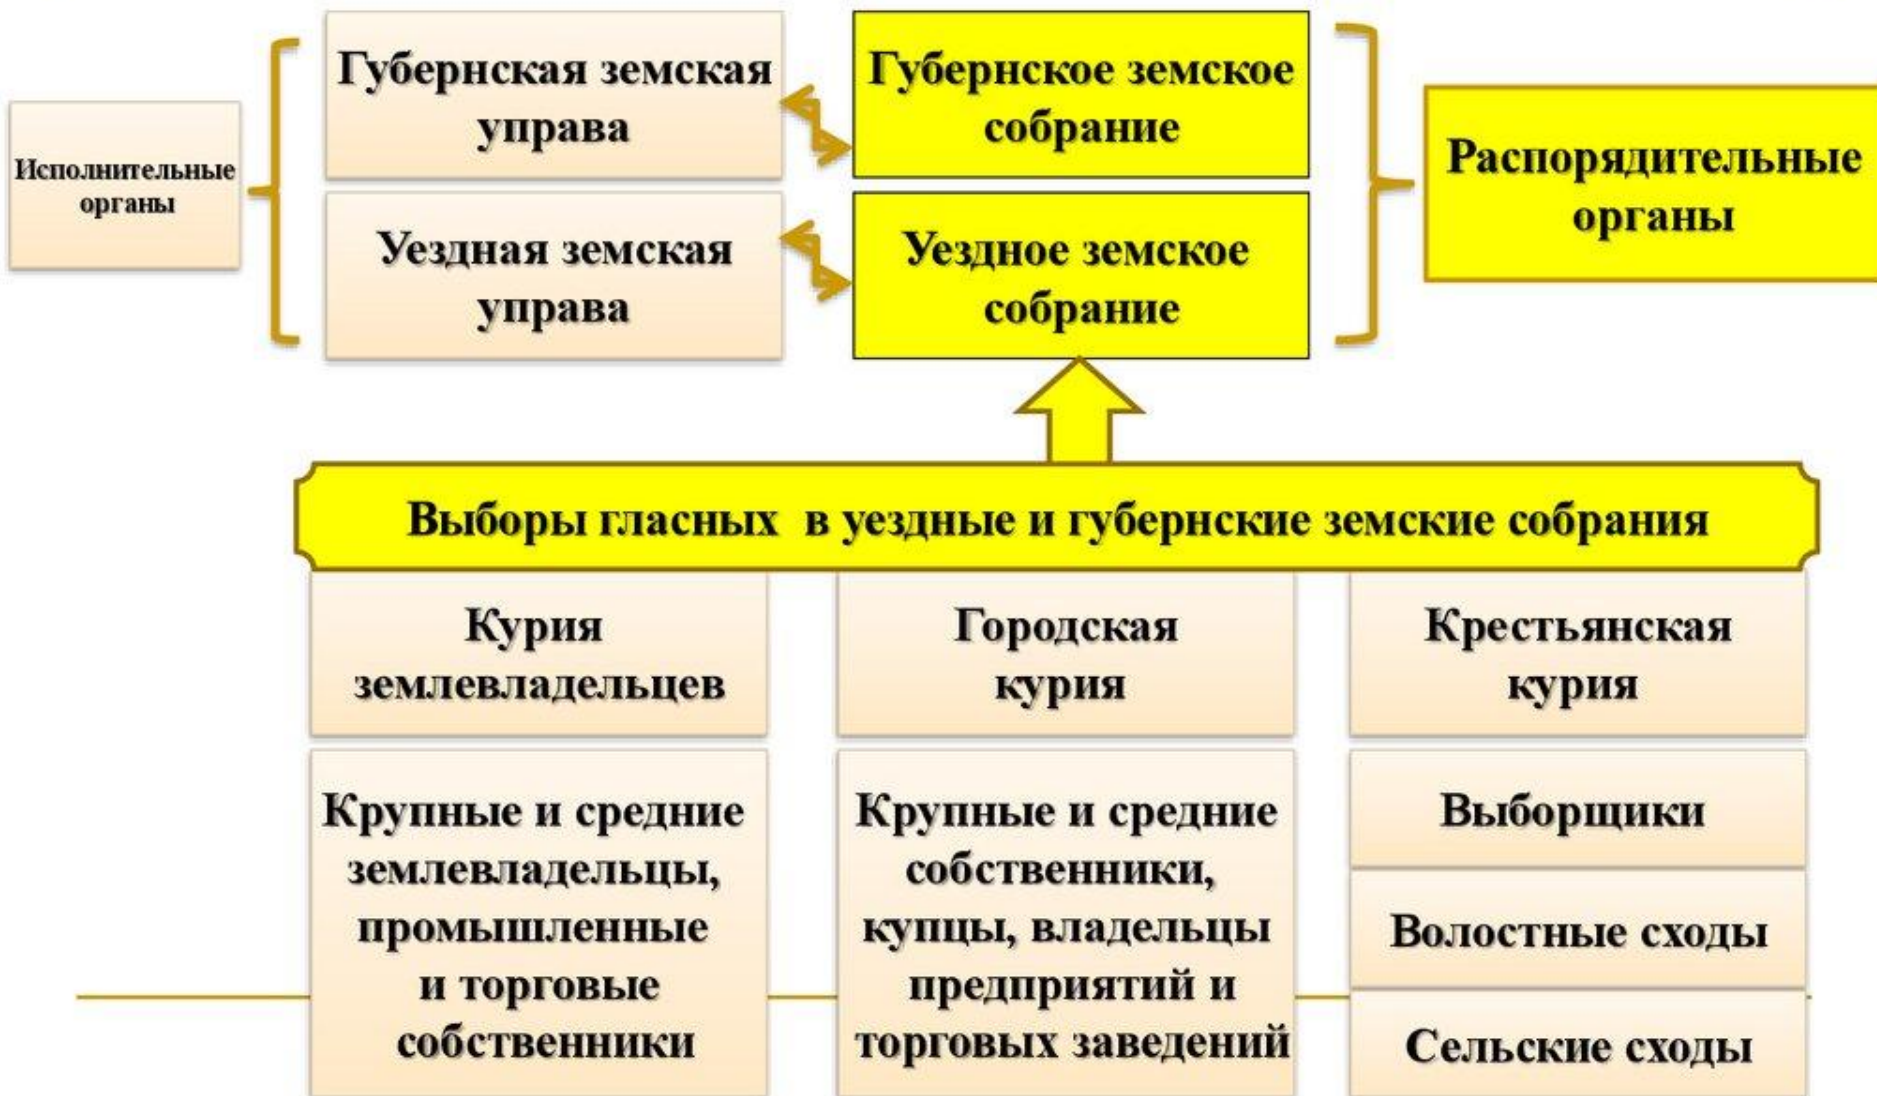 Губернская земская
управа
Губернское земское
собрание
Исполнительные
органы
Распорядительные
органы
Уездная земская
управа
Уездное земское
собрание
Выборы гласных в уездные и губернские земские собрания
Курия
землевладельцев
Городская
курия
Крестьянская
курия
Крупные и средние
землевладельцы,
промышленные
и торговые
собственники
Крупные и средние
собственники,
купцы, владельцы
предприятий и
торговых заведений
Выборщики
Волостные сходы
Сельские сходы